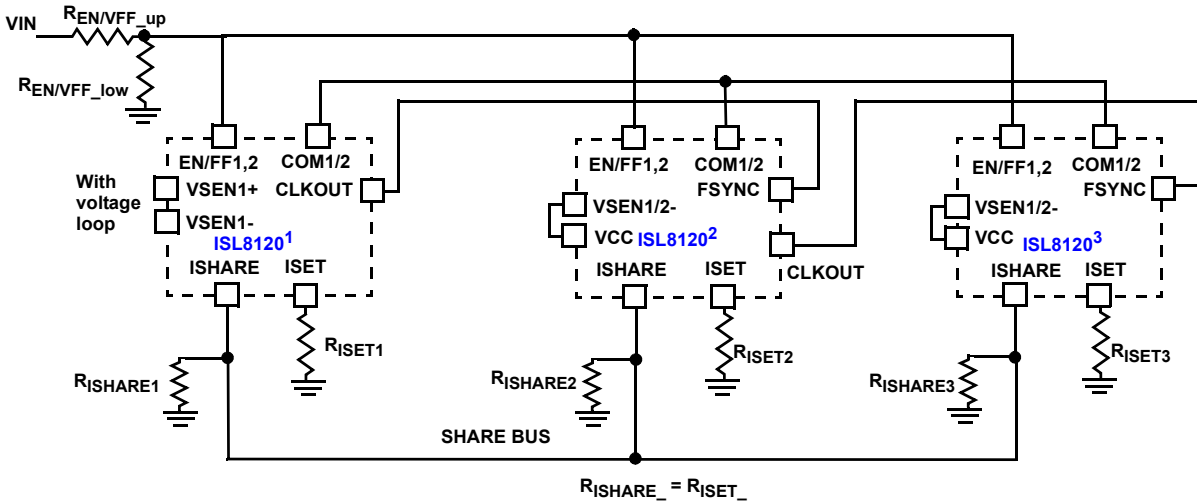 VIN
REN/VFF_up
REN/VFF_low
EN/FF1,2
COM1/2
VSEN1+
CLKOUT
With
voltage
loop
VSEN1-
ISL8120¹
ISHARE
ISET
RISET1
RISHARE1
EN/FF1,2
COM1/2
FSYNC
VSEN1/2-
VCC
ISL8120²
ISHARE
ISET
CLKOUT
RISET2
RISHARE2
EN/FF1,2
COM1/2
FSYNC
VSEN1/2-
VCC
ISL8120³
ISHARE
ISET
RISET3
RISHARE3
SHARE BUS
RISHARE_ = RISET_